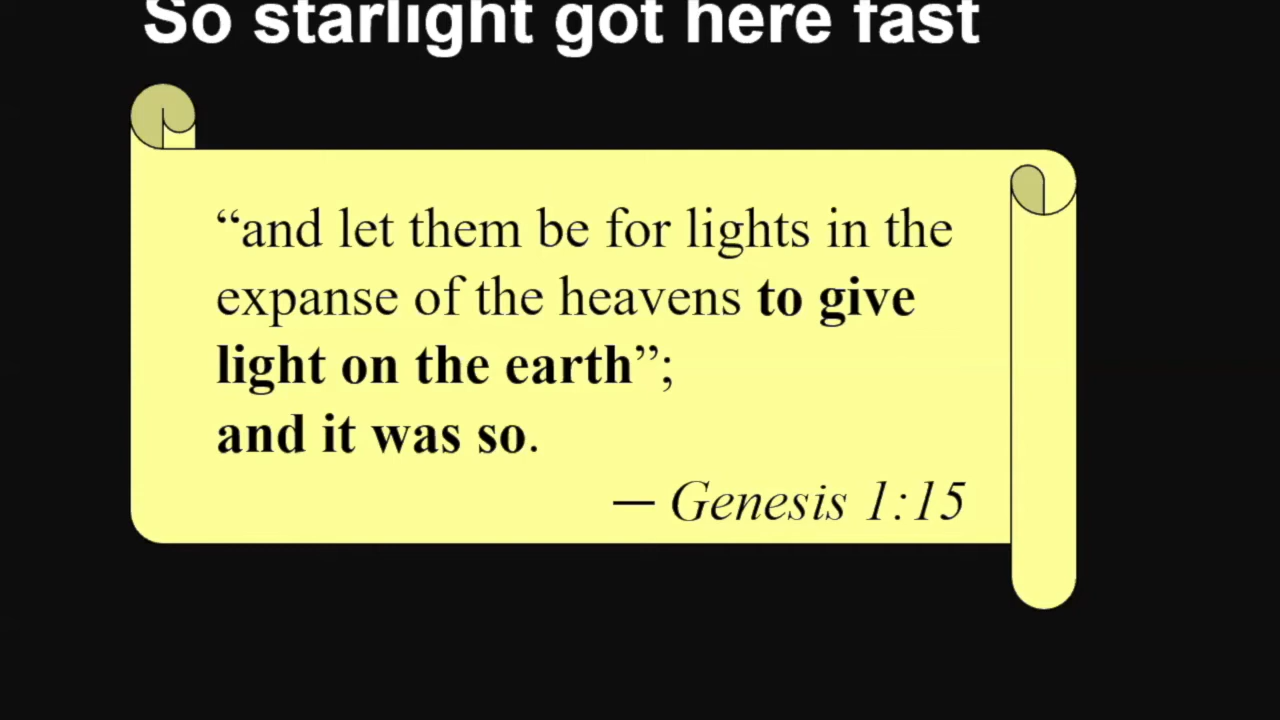 So starlight got here fast
“and let them be for lights in the
expanse of the heavens to give
light on the earth”;
and it was so.
— Genesis 1:15